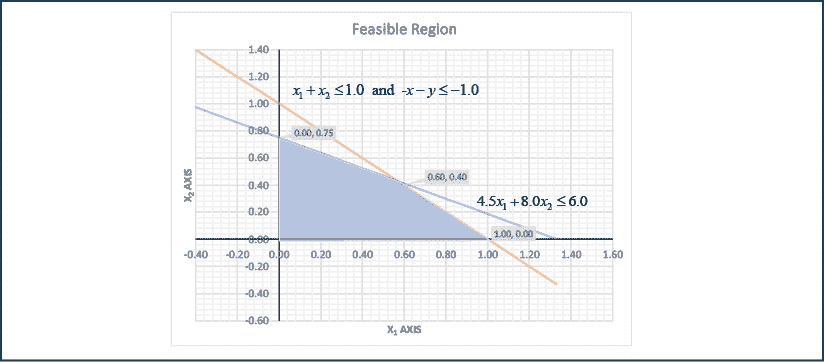 Feasible Region
1.40
1.20
x₁ + x₂ ≤ 1.0 and -x − y ≤ −1.0
1.00
0.80
0.00, 0.75
0.60
0.60, 0.40
0.40
4.5x₁ + 8.0x₂ ≤ 6.0
0.20
1.00, 0.00
0.00
-0.40 -0.20 0.00 0.20 0.40 0.60 0.80 1.00 1.20 1.40 1.60
-0.20
-0.40
-0.60
X₂ AXIS
X₁ AXIS